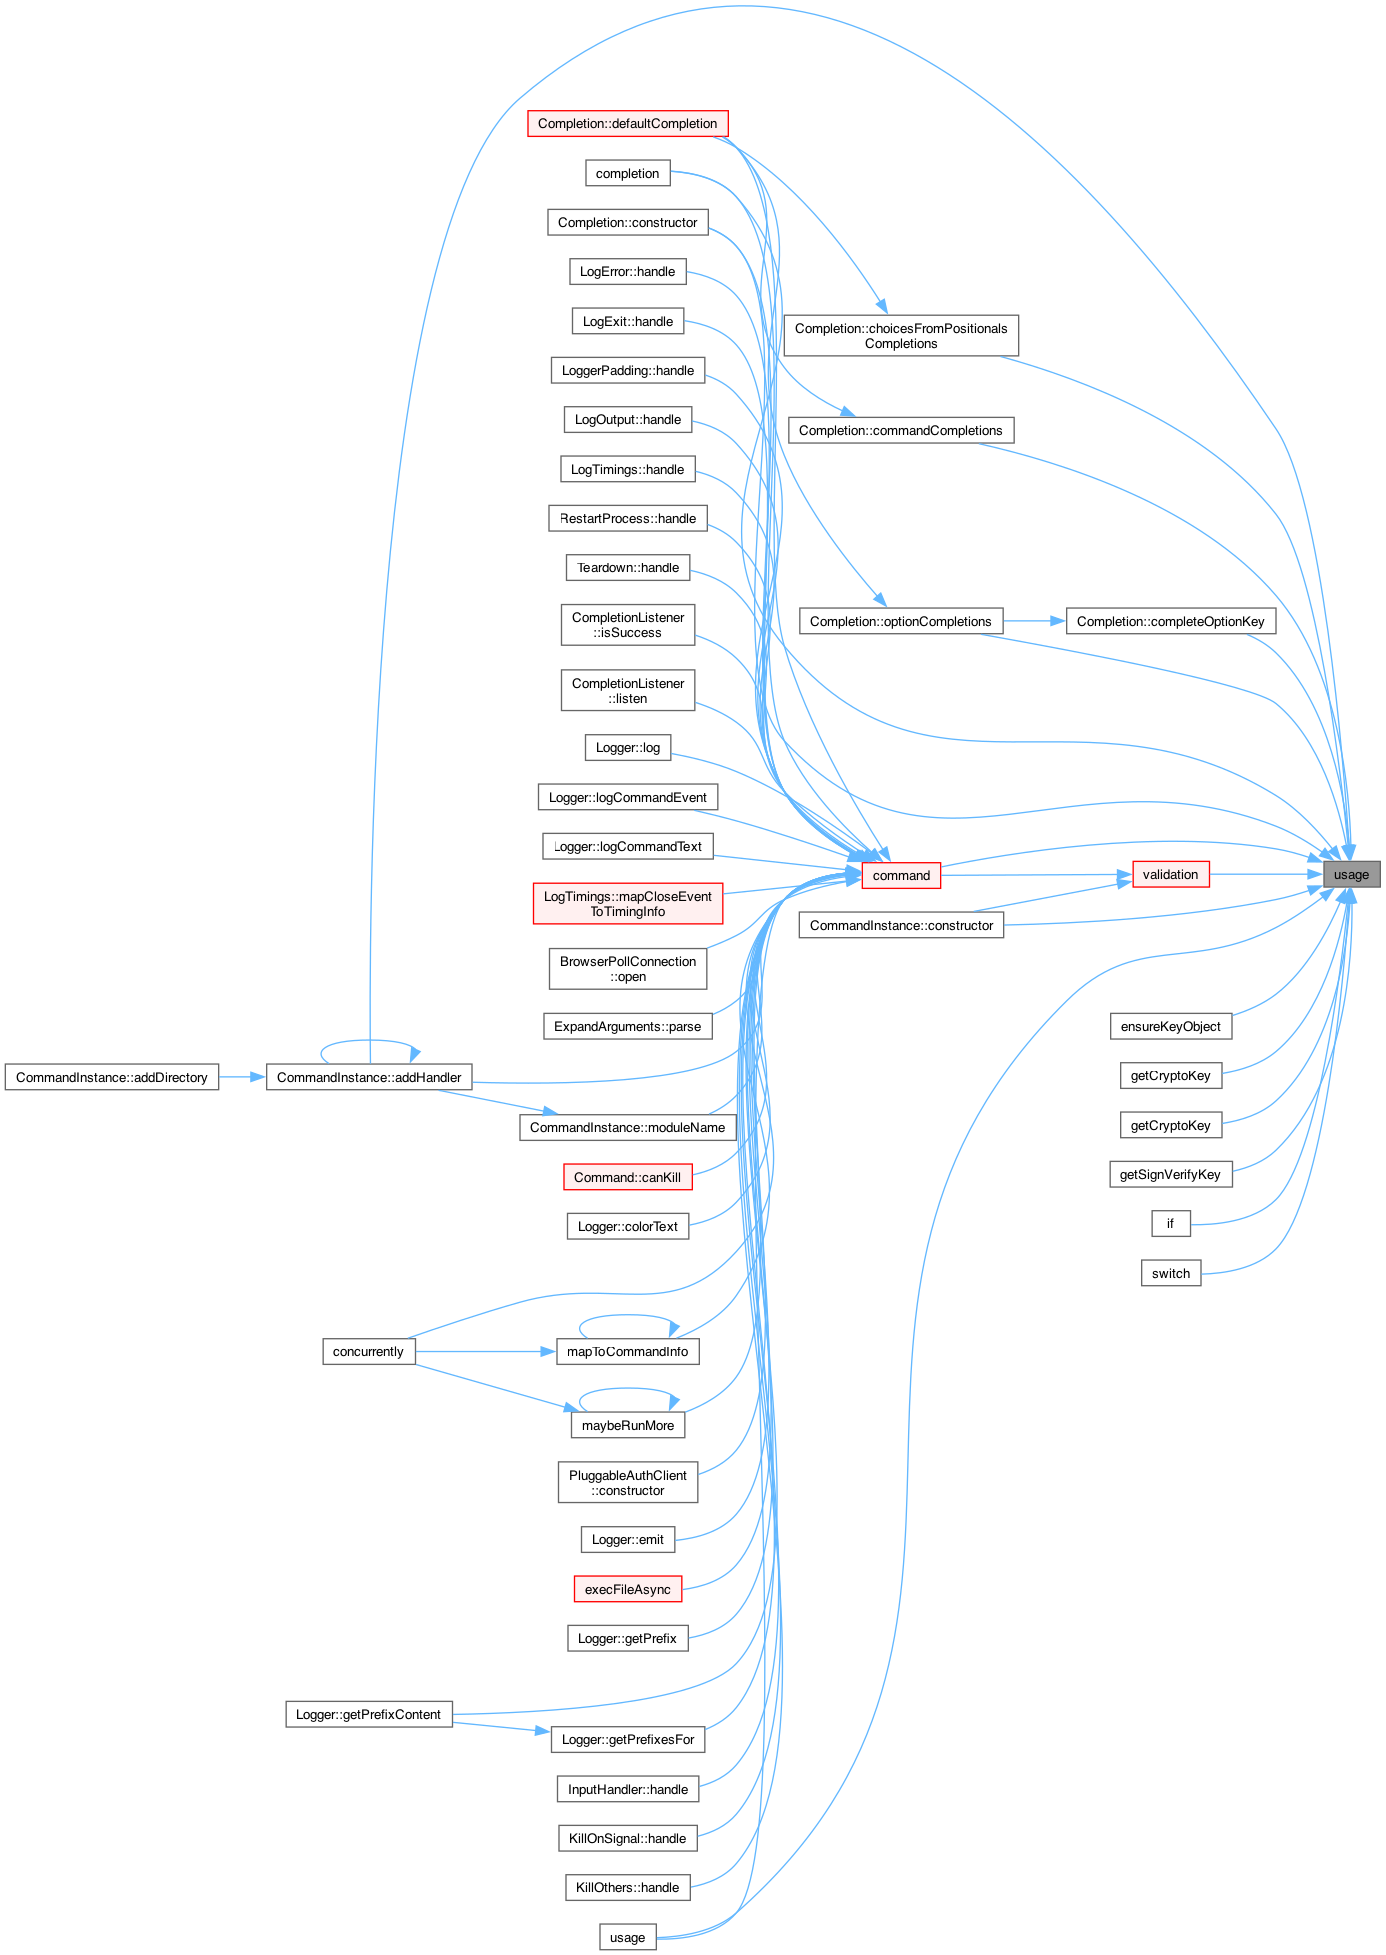 Completion::defaultCompletion
completion
Completion::constructor
LogError::handle
LogExit::handle
LoggerPadding::handle
LogOutput::handle
LogTimings::handle
RestartProcess::handle
Teardown::handle
CompletionListener
::isSuccess
CompletionListener
::listen
Logger::log
Logger::logCommandEvent
Logger::logCommandText
LogTimings::mapCloseEvent
ToTimingInfo
BrowserPollConnection
::open
ExpandArguments::parse
CommandInstance::addDirectory
CommandInstance::addHandler
CommandInstance::moduleName
Command::canKill
Logger::colorText
concurrently
mapToCommandInfo
maybeRunMore
PluggableAuthClient
::constructor
Logger::emit
execFileAsync
Logger::getPrefix
Logger::getPrefixContent
Logger::getPrefixesFor
InputHandler::handle
KillOnSignal::handle
KillOthers::handle
usage
Completion::choicesFromPositionals
Completions
Completion::commandCompletions
Completion::optionCompletions
Completion::completeOptionKey
command
validation
usage
CommandInstance::constructor
ensureKeyObject
getCryptoKey
getCryptoKey
getSignVerifyKey
if
switch